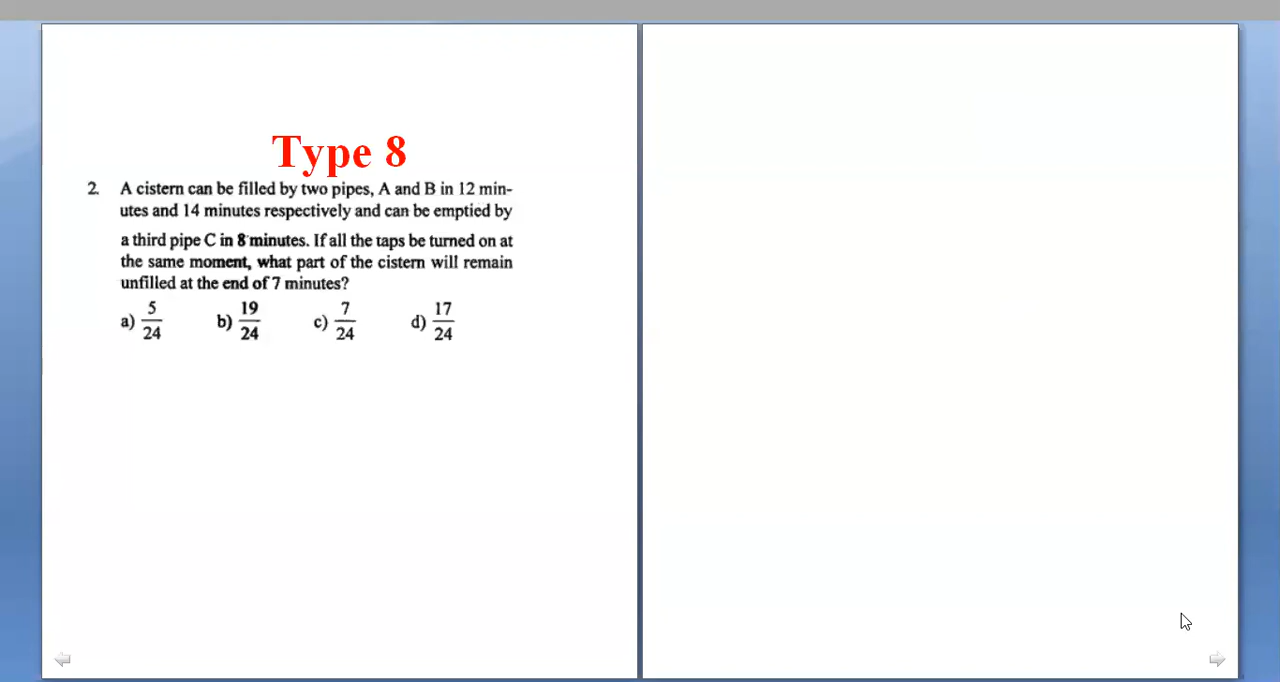 Type 8
2. A cistern can be filled by two pipes, A and B in 12 min-
utes and 14 minutes respectively and can be emptied by
a third pipe C in 8 minutes. If all the taps be turned on at
the same moment, what part of the cistern will remain
unfilled at the end of 7 minutes?
a) 5/24 b) 19/24 c) 7/24 d) 17/24